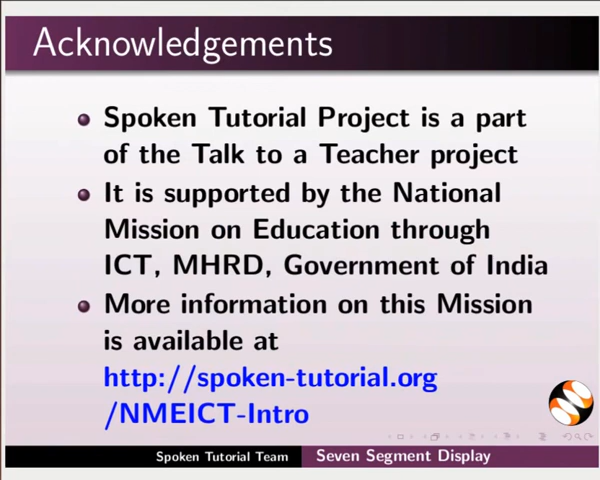 Acknowledgements
Spoken Tutorial Project is a part
of the Talk to a Teacher project
It is supported by the National
Mission on Education through
ICT, MHRD, Government of India
More information on this Mission
is available at
http://spoken-tutorial.org
/NMEICT-Intro
Spoken Tutorial Team
Seven Segment Display